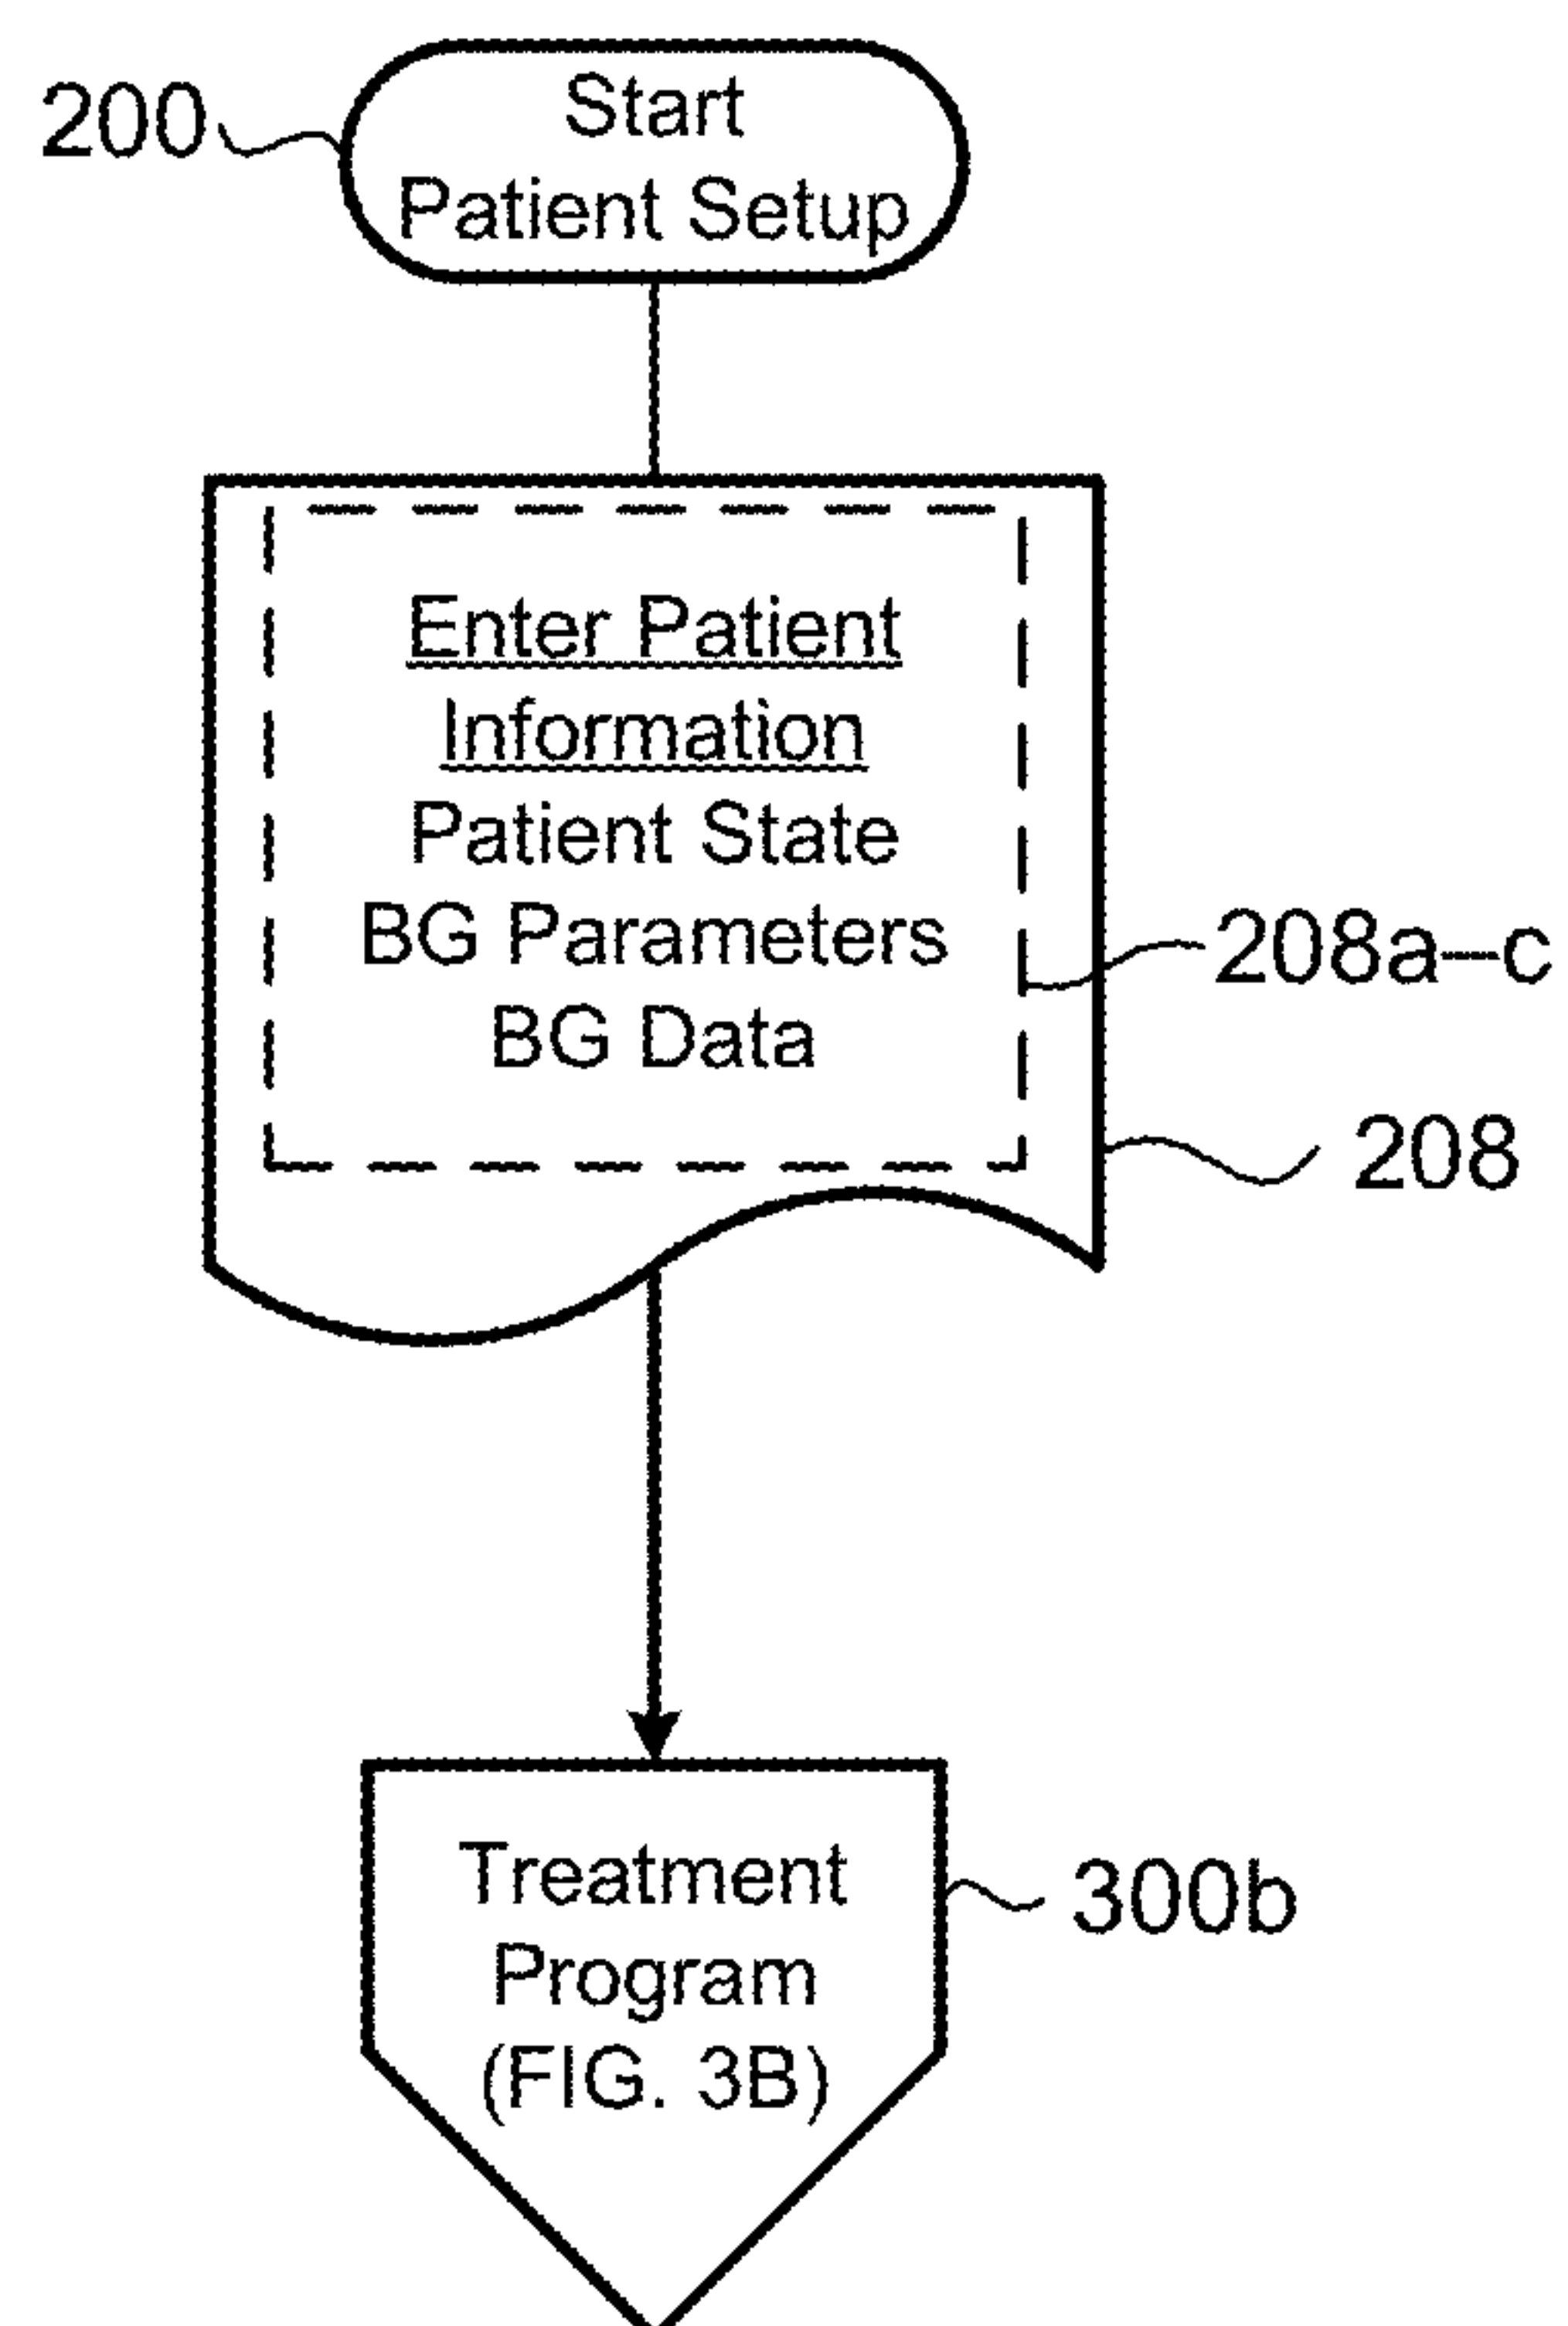 200
Start
Patient Setup
Enter Patient
Information
Patient State
BG Parameters
BG Data
208a–c
208
Treatment
Program
(FIG. 3B)
300b